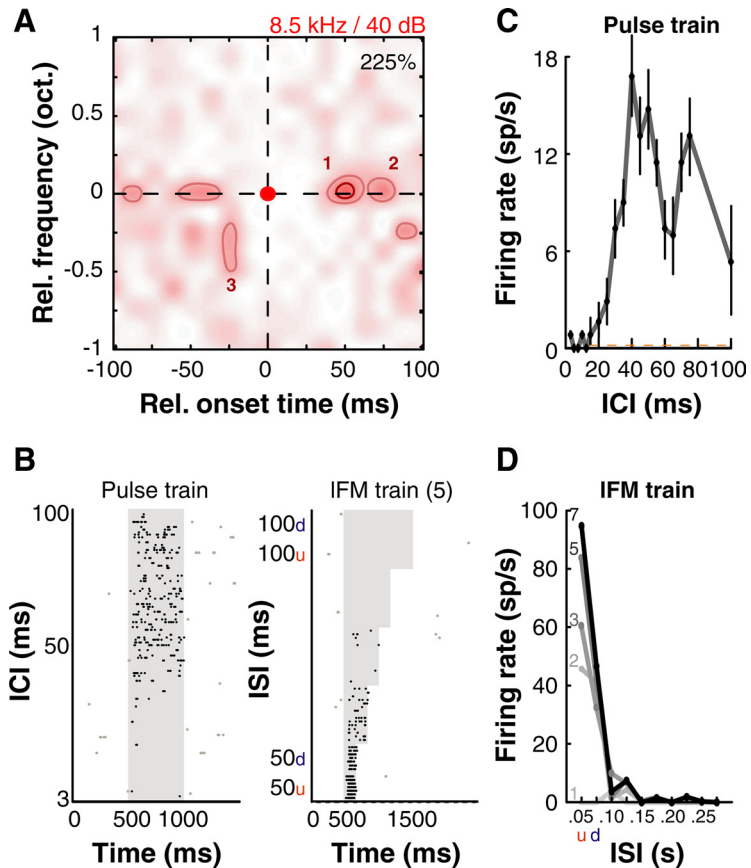 A
8.5 kHz / 40 dB
225%
Rel. frequency (oct.)
1
0.5
0
-0.5
-1
1
2
3
-100
-50
0
50
100
Rel. onset time (ms)
C
Pulse train
Firing rate (sp/s)
18
12
6
0
0
20
40
60
80
100
ICI (ms)
B
Pulse train
ICI (ms)
100
50
3
0
500
1000
Time (ms)
IFM train (5)
ISI (ms)
100d
100u
50d
50u
0
500
1500
Time (ms)
D
IFM train
Firing rate (sp/s)
100
80
60
40
20
0
7
5
3
2
1
.05
.10
.15
.20
.25
u d
ISI (s)